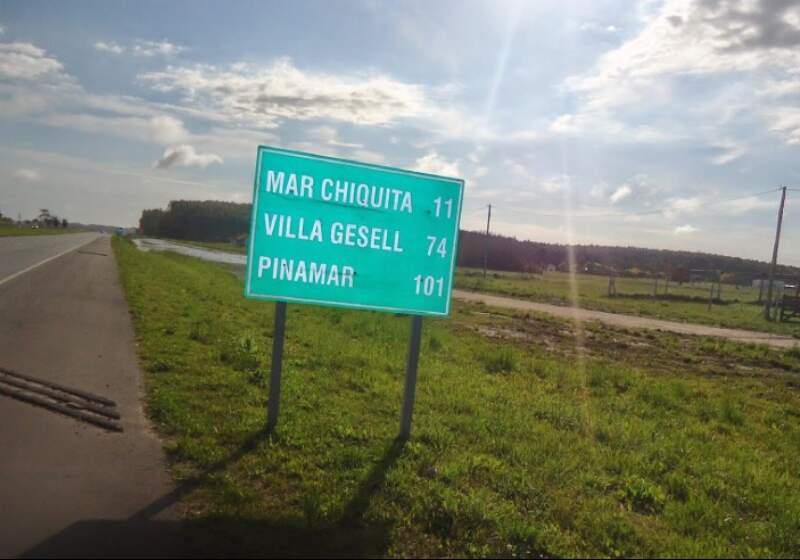 MAR CHIQUITA 11
VILLA GESELL 74
PINAMAR 101